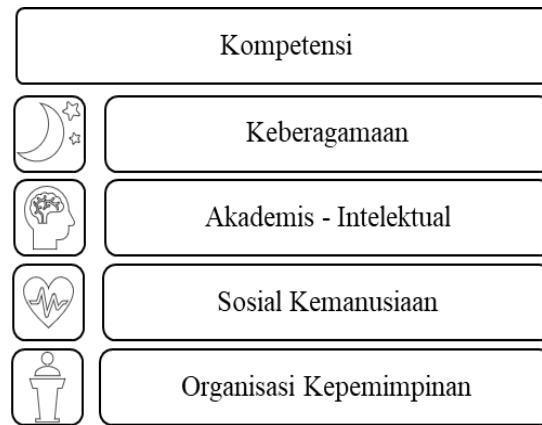 Kompetensi
Keberagamaan
Akademis - Intelektual
Sosial Kemanusiaan
Organisasi Kepemimpinan